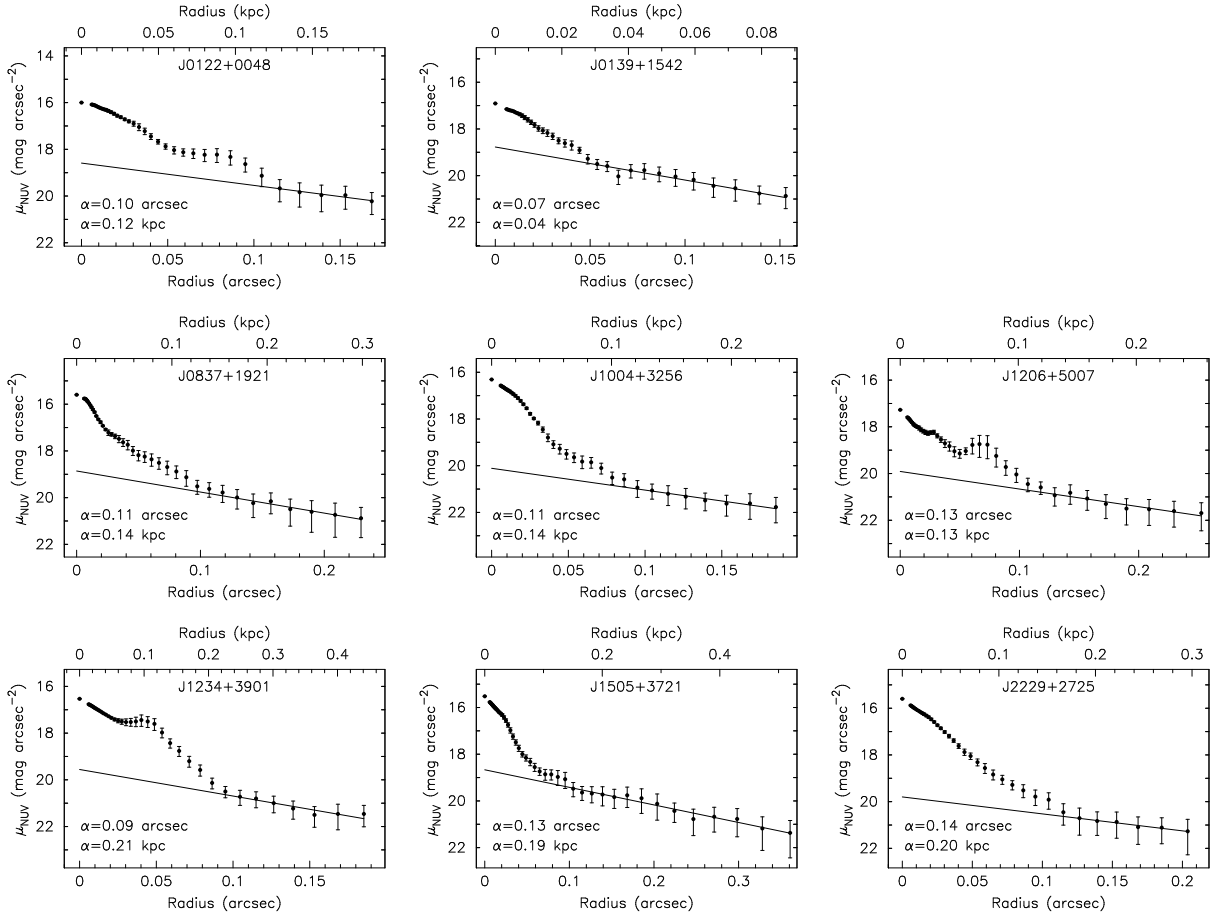 Radius (kpc)
0 0.05 0.1 0.15
J0122+0048
14
16
18
20
22
μNUV (mag arcsec−2)
α=0.10 arcsec
α=0.12 kpc
0 0.05 0.1 0.15
Radius (arcsec)
Radius (kpc)
0 0.02 0.04 0.06 0.08
J0139+1542
16
18
20
22
μNUV (mag arcsec−2)
α=0.07 arcsec
α=0.04 kpc
0 0.05 0.1 0.15
Radius (arcsec)
Radius (kpc)
0 0.1 0.2 0.3
J0837+1921
16
18
20
22
μNUV (mag arcsec−2)
α=0.11 arcsec
α=0.14 kpc
0 0.1 0.2
Radius (arcsec)
Radius (kpc)
0 0.1 0.2
J1004+3256
16
18
20
22
μNUV (mag arcsec−2)
α=0.11 arcsec
α=0.14 kpc
0 0.05 0.1 0.15
Radius (arcsec)
Radius (kpc)
0 0.1 0.2
J1206+5007
16
18
20
22
μNUV (mag arcsec−2)
α=0.13 arcsec
α=0.13 kpc
0 0.1 0.2
Radius (arcsec)
Radius (kpc)
0 0.1 0.2 0.3 0.4
J1234+3901
16
18
20
22
μNUV (mag arcsec−2)
α=0.09 arcsec
α=0.21 kpc
0 0.05 0.1 0.15
Radius (arcsec)
Radius (kpc)
0 0.2 0.4
J1505+3721
16
18
20
22
μNUV (mag arcsec−2)
α=0.13 arcsec
α=0.19 kpc
0 0.1 0.2 0.3
Radius (arcsec)
Radius (kpc)
0 0.1 0.2 0.3
J2229+2725
16
18
20
22
μNUV (mag arcsec−2)
α=0.14 arcsec
α=0.20 kpc
0 0.05 0.1 0.15 0.2
Radius (arcsec)